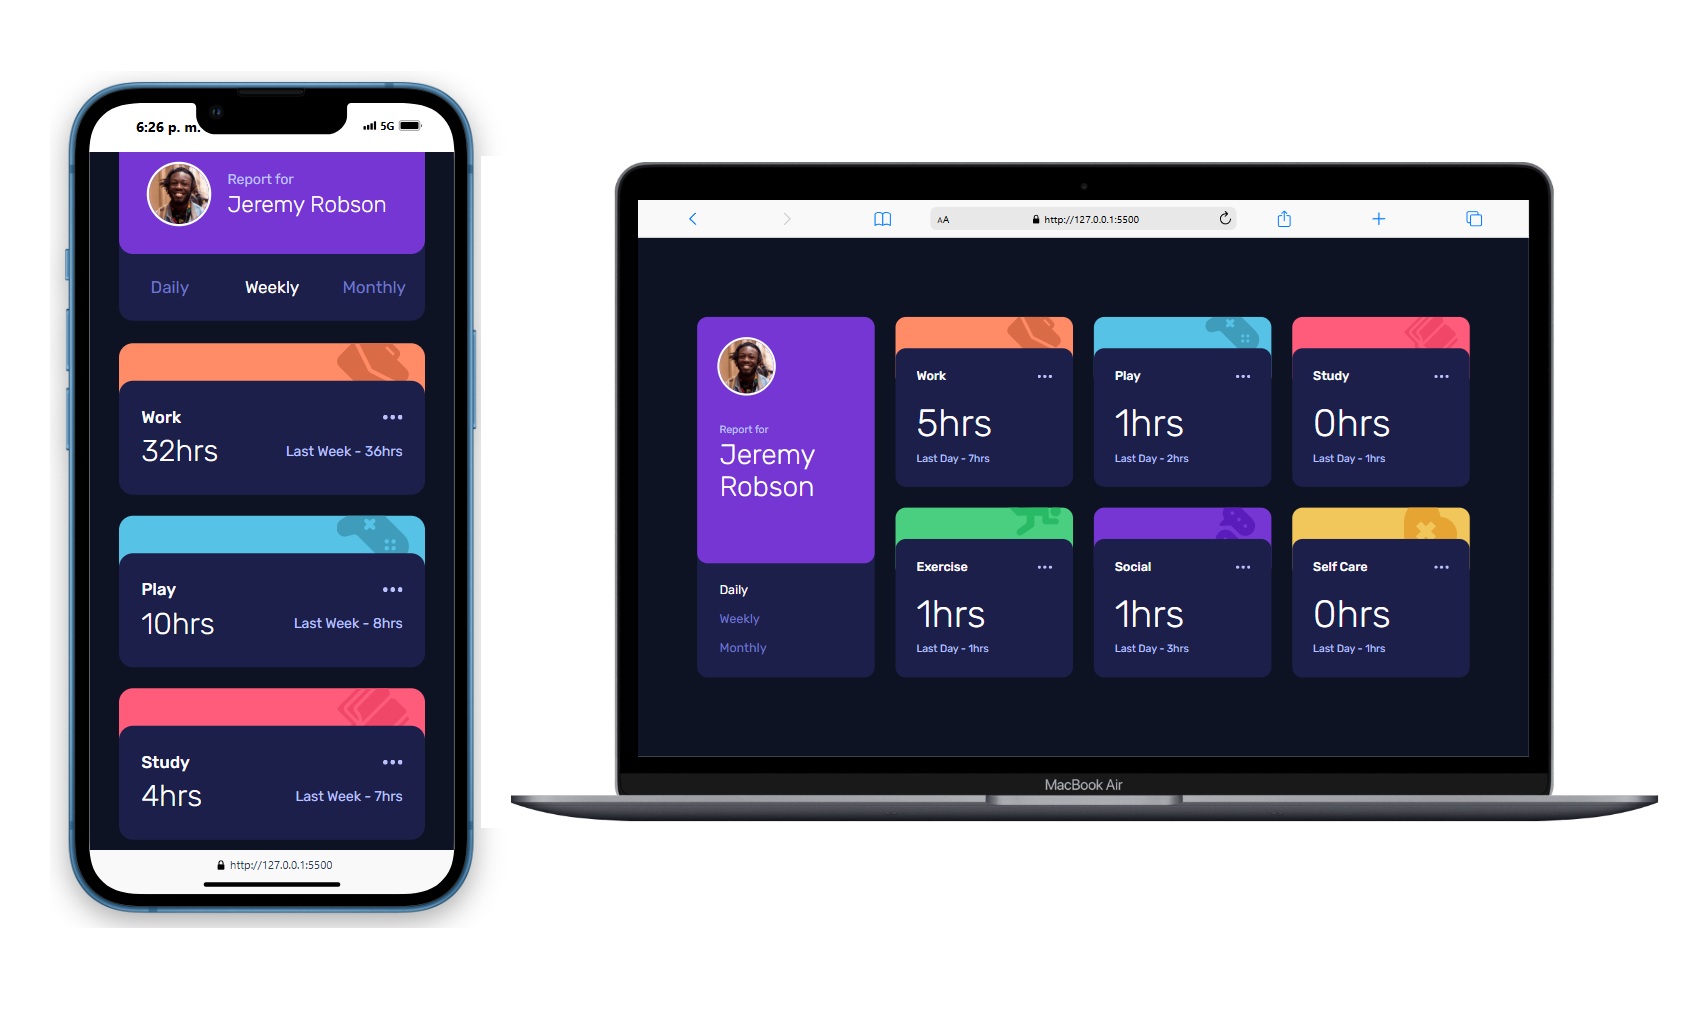 6:26 p. m.
5G
Report for
Jeremy Robson
Daily
Weekly
Monthly
Work
32hrs
Last Week - 36hrs
Play
10hrs
Last Week - 8hrs
Study
4hrs
Last Week - 7hrs
http://127.0.0.1:5500
AA
http://127.0.0.1:5500
Report for
Jeremy
Robson
Daily
Weekly
Monthly
Work
5hrs
Last Day - 7hrs
Play
1hrs
Last Day - 2hrs
Study
0hrs
Last Day - 1hrs
Exercise
1hrs
Last Day - 1hrs
Social
1hrs
Last Day - 3hrs
Self Care
0hrs
Last Day - 1hrs
MacBook Air